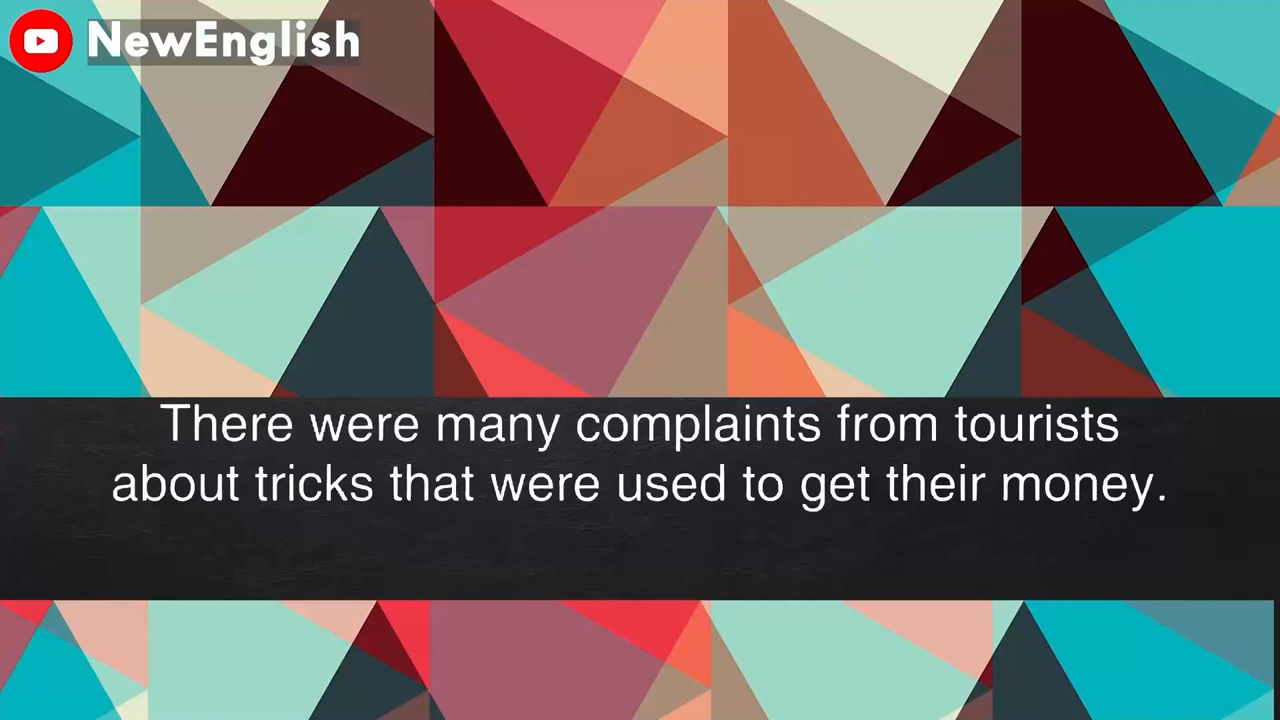 NewEnglish
There were many complaints from tourists
about tricks that were used to get their money.